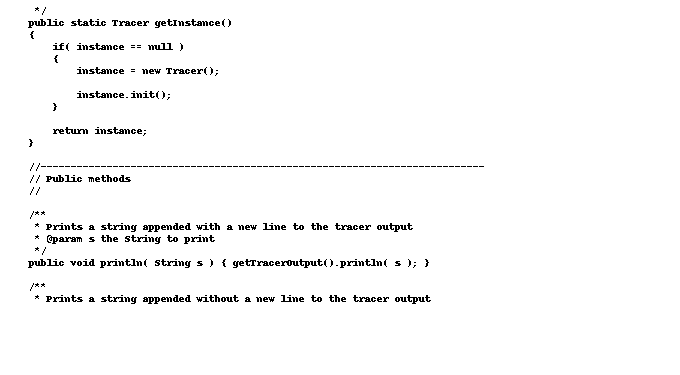 */
public static Tracer getInstance()
{
    if( instance == null )
    {
        instance = new Tracer();

        instance.init();
    }

    return instance;
}

//--------------------------------------------------------------------------
// Public methods
//

/**
 * Prints a string appended with a new line to the tracer output
 * @param s the String to print
 */
public void println( String s ) { getTracerOutput().println( s ); }

/**
 * Prints a string appended without a new line to the tracer output